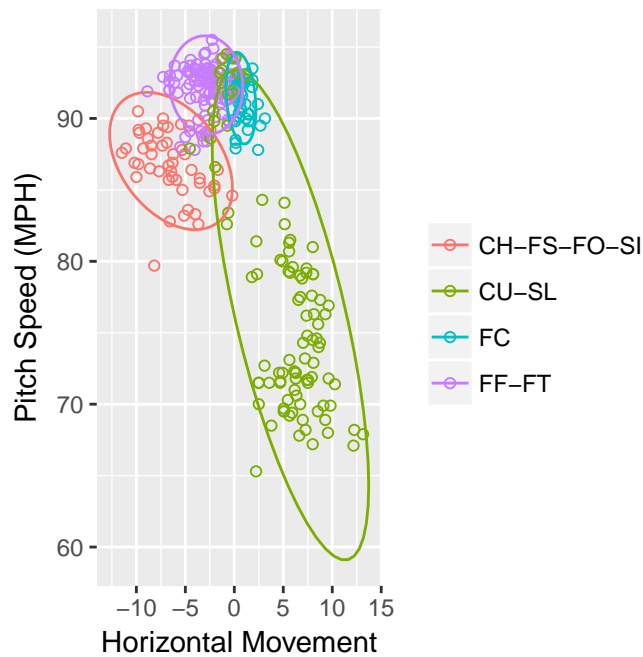 90
80
70
60
−10
−5
0
5
10
15
Horizontal Movement
Pitch Speed (MPH)
CH−FS−FO−SI
CU−SL
FC
FF−FT